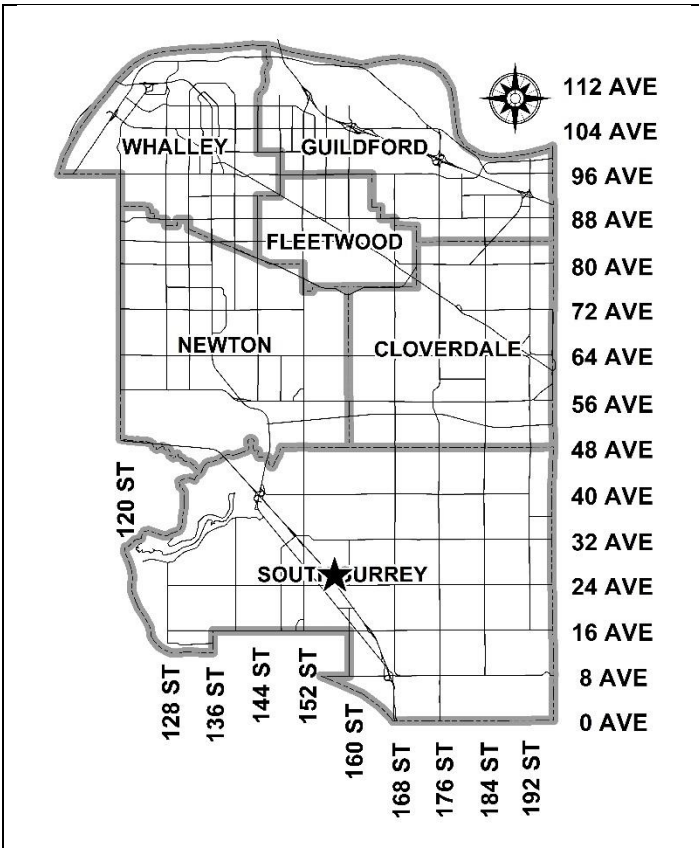 112 AVE
104 AVE
WHALLEY
GUILDFORD
96 AVE
88 AVE
FLEETWOOD
80 AVE
72 AVE
NEWTON
CLOVERDALE
64 AVE
56 AVE
48 AVE
120 ST
40 AVE
32 AVE
SOUT URREY
24 AVE
16 AVE
128 ST
136 ST
144 ST
152 ST
160 ST
8 AVE
0 AVE
168 ST
176 ST
184 ST
192 ST